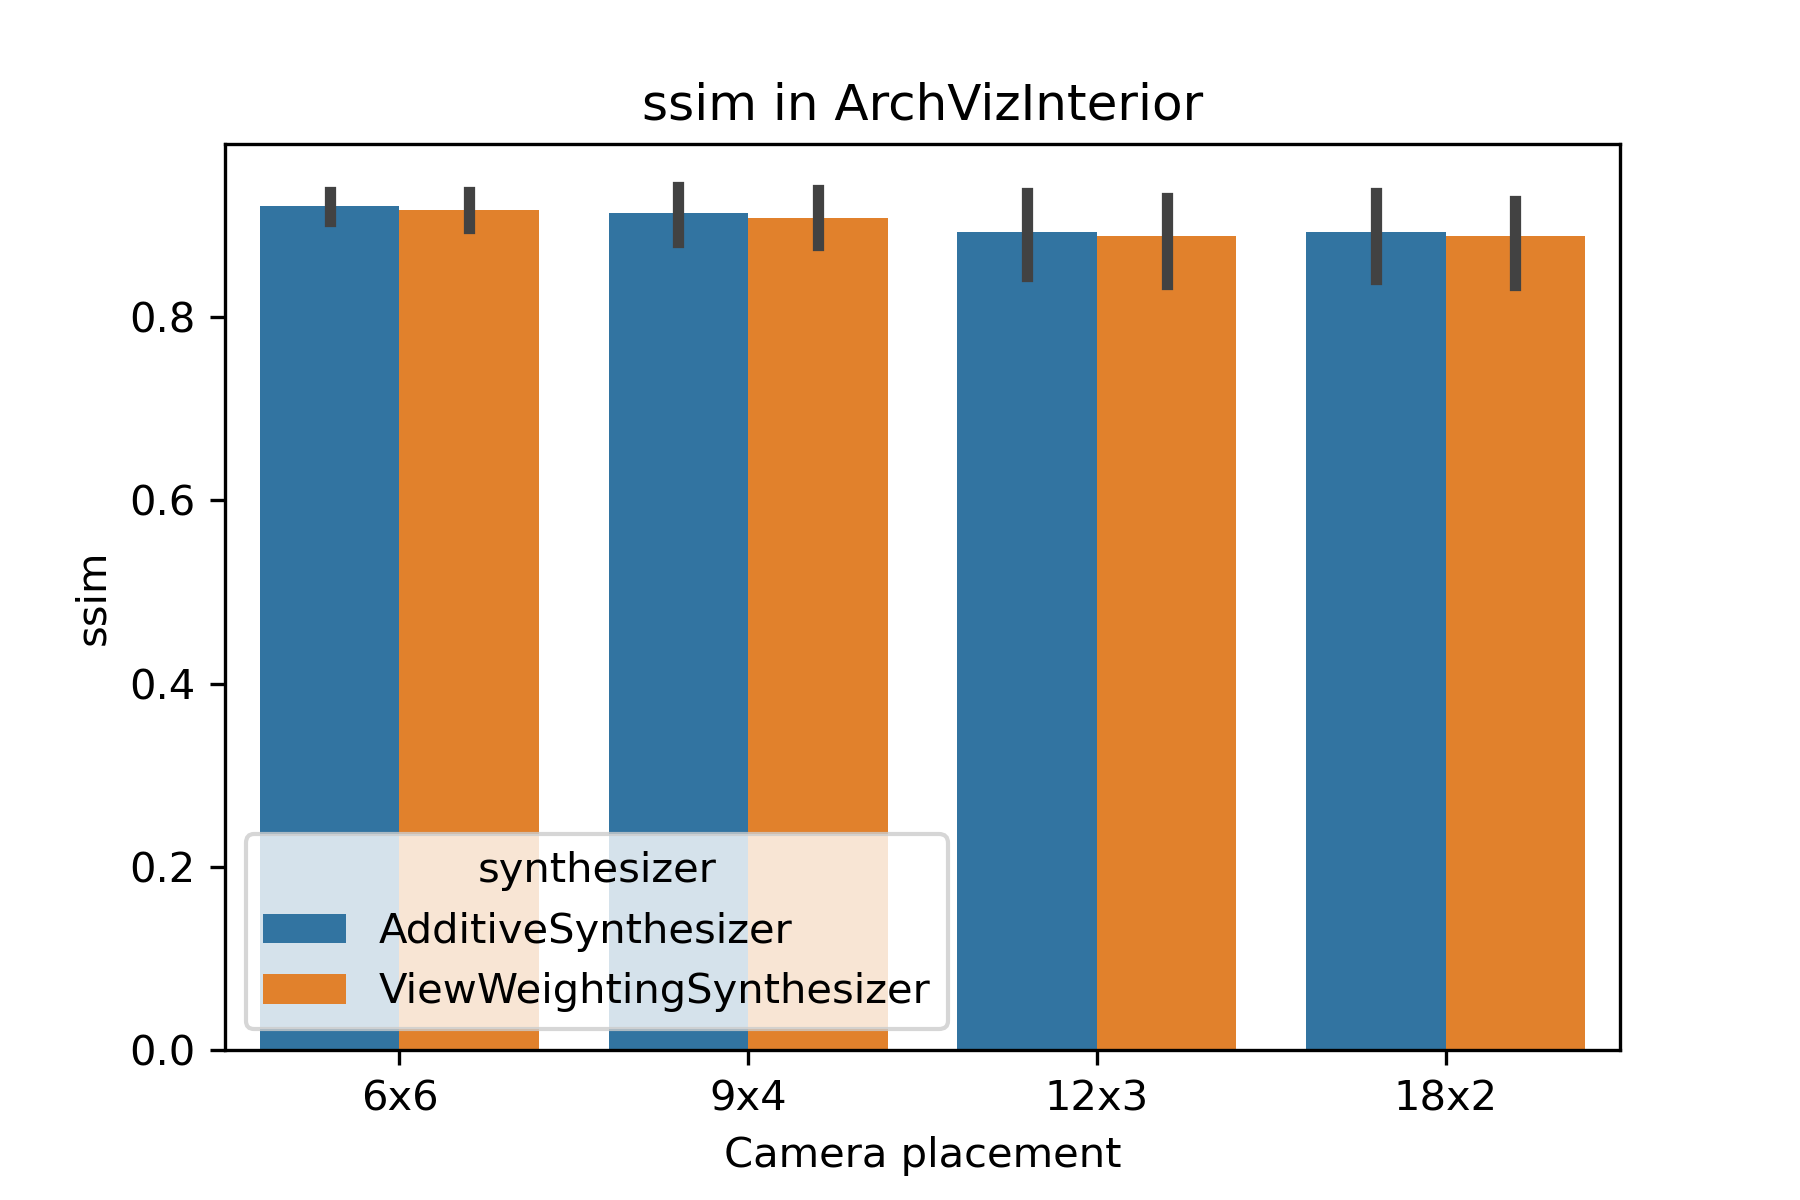 ssim in ArchVizInterior
ssim
0.8
0.6
0.4
0.2
0.0
synthesizer
AdditiveSynthesizer
ViewWeightingSynthesizer
6x6 9x4 12x3 18x2
Camera placement